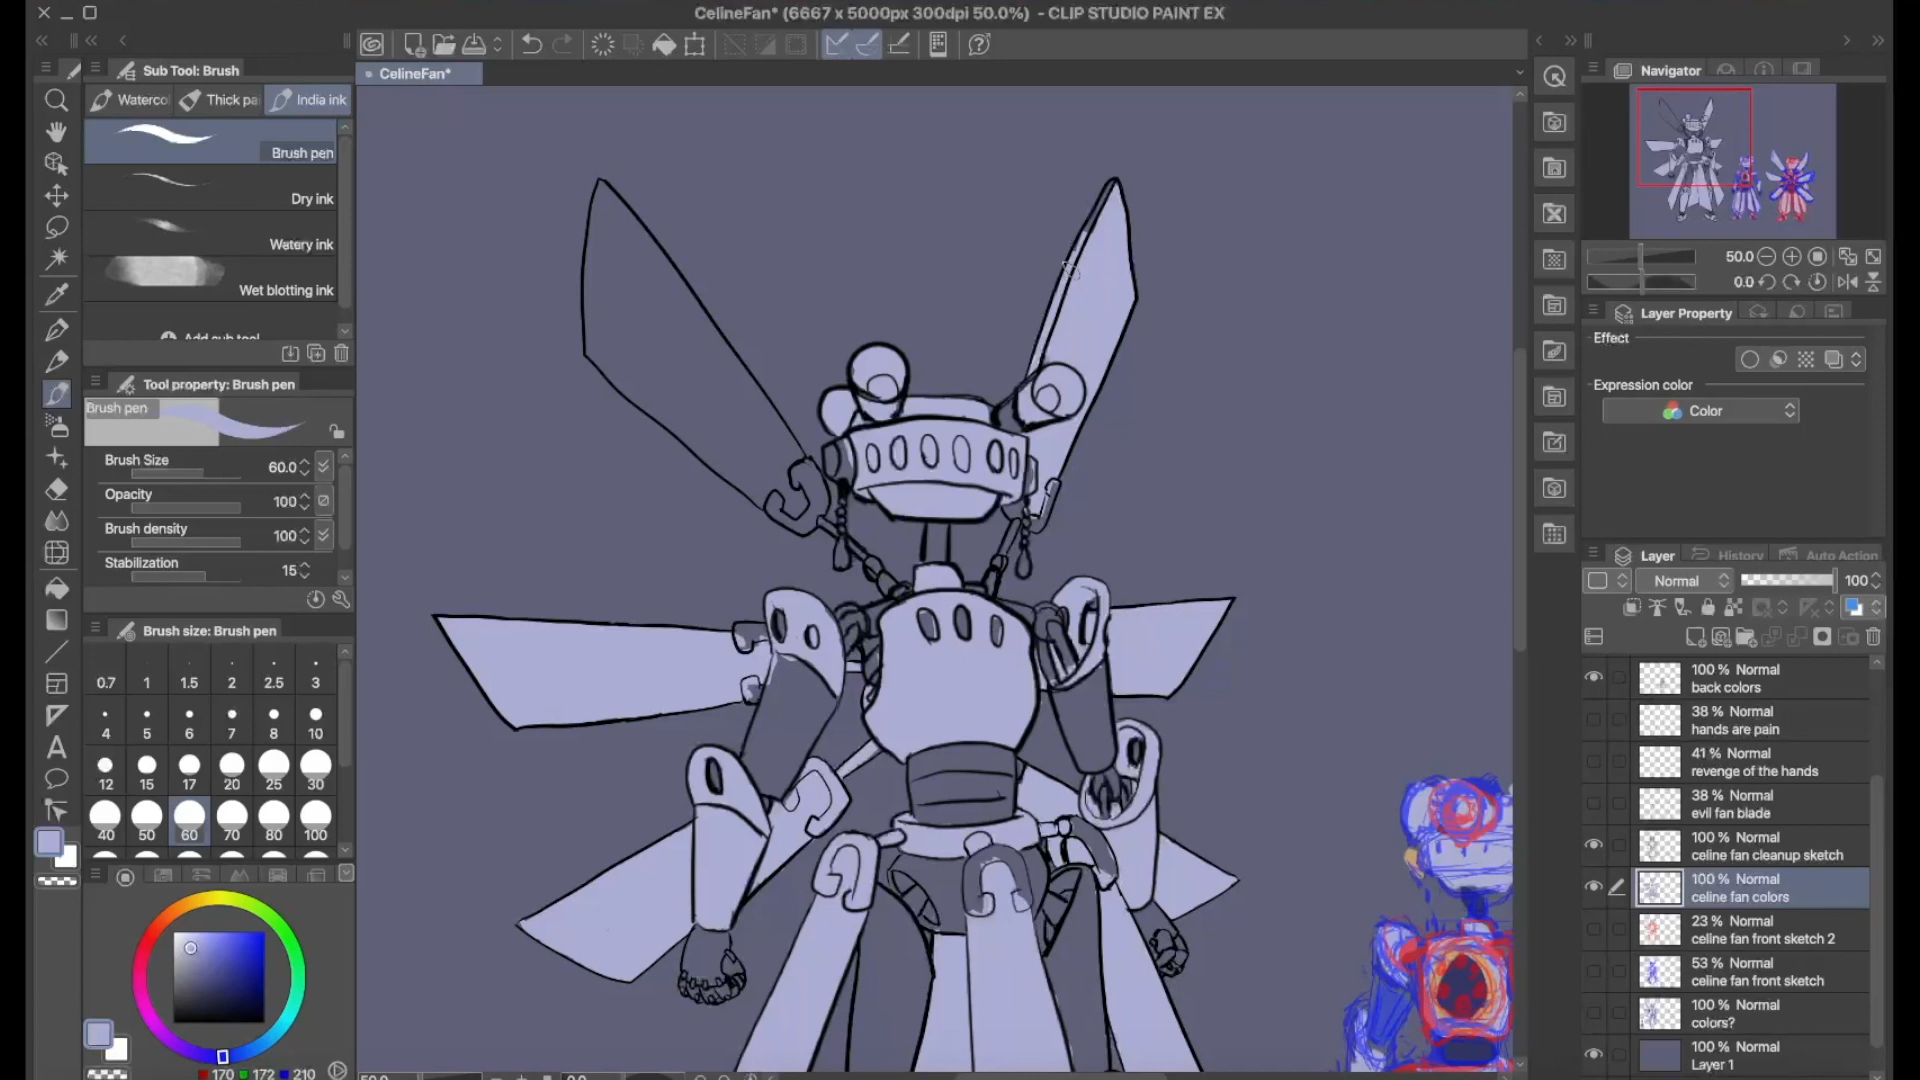 CelineFan* (6667 x 5000px 300dpi 50.0%) - CLIP STUDIO PAINT EX
CelineFan*
Sub Tool: Brush
Waterco
Thick pa
India ink
Brush pen
Dry ink
Watery ink
Wet blotting ink
Add sub tool
Tool property: Brush pen
Brush pen
Brush Size 60.0
Opacity 100
Brush density 100
Stabilization 15
Brush size: Brush pen
0.7 1 1.5 2 2.5 3
4 5 6 7 8 10
12 15 17 20 25 30
40 50 60 70 80 100
170 172 210
50.0
0.0
Navigator
50.0
0.0
Layer Property
Effect
Expression color
Color
Layer History Auto Action
Normal 100
100 % Normal
back colors
38 % Normal
hands are pain
41 % Normal
revenge of the hands
38 % Normal
evil fan blade
100 % Normal
celine fan cleanup sketch
100 % Normal
celine fan colors
23 % Normal
celine fan front sketch 2
53 % Normal
celine fan front sketch
100 % Normal
colors?
100 % Normal
Layer 1